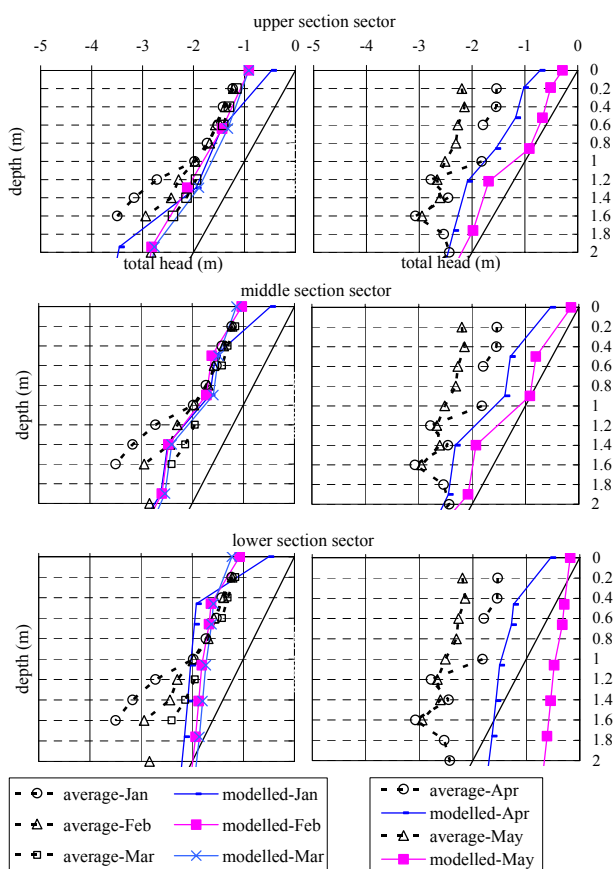 upper section sector
-5 -4 -3 -2 -1 0 -5 -4 -3 -2 -1 0
0
0.2
0.4
0.6
0.8
1
1.2
1.4
1.6
1.8
2
depth (m)
total head (m) total head (m)
middle section sector
0
0.2
0.4
0.6
0.8
1
1.2
1.4
1.6
1.8
2
depth (m)
lower section sector
0
0.2
0.4
0.6
0.8
1
1.2
1.4
1.6
1.8
2
depth (m)
average-Jan modelled-Jan
average-Feb modelled-Feb
average-Mar modelled-Mar
average-Apr
modelled-Apr
average-May
modelled-May